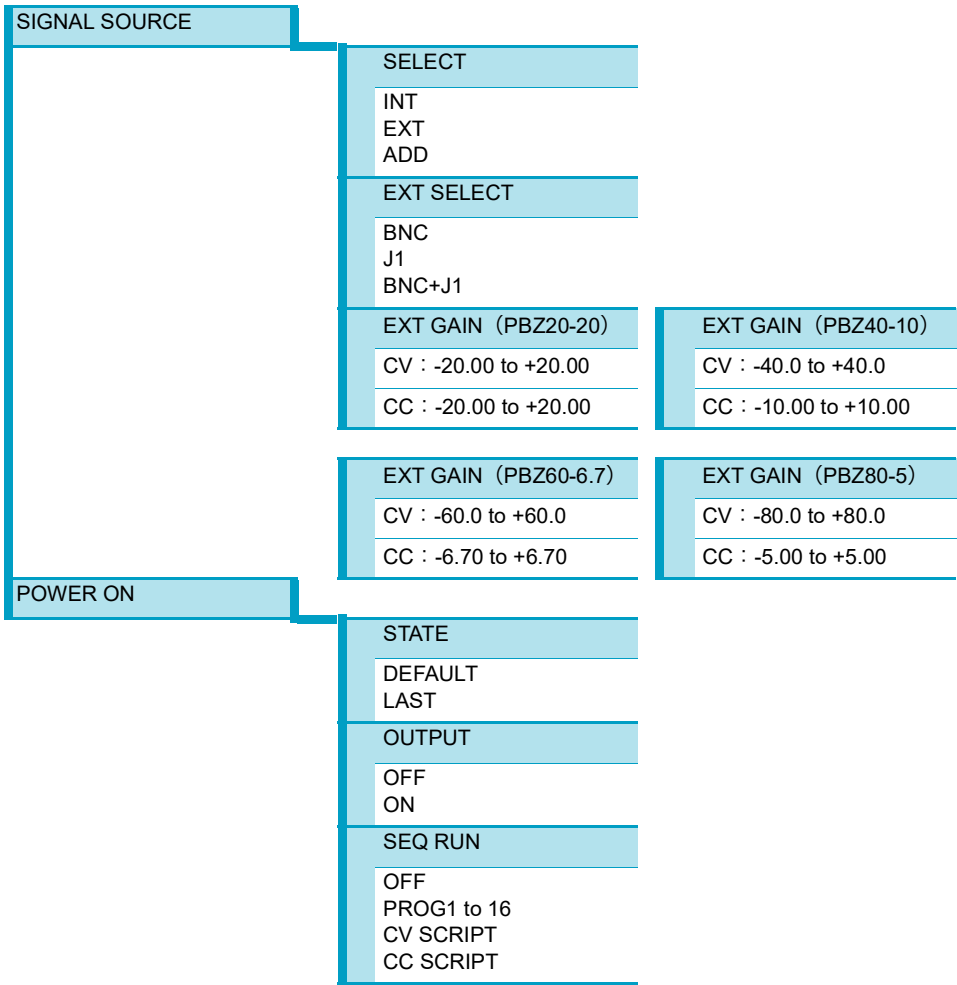 SIGNAL SOURCE
SELECT
INT
EXT
ADD
EXT SELECT
BNC
J1
BNC+J1
EXT GAIN（PBZ20-20）
CV：-20.00 to +20.00
CC：-20.00 to +20.00
EXT GAIN（PBZ40-10）
CV：-40.0 to +40.0
CC：-10.00 to +10.00
EXT GAIN（PBZ60-6.7）
CV：-60.0 to +60.0
CC：-6.70 to +6.70
EXT GAIN（PBZ80-5）
CV：-80.0 to +80.0
CC：-5.00 to +5.00
POWER ON
STATE
DEFAULT
LAST
OUTPUT
OFF
ON
SEQ RUN
OFF
PROG1 to 16
CV SCRIPT
CC SCRIPT